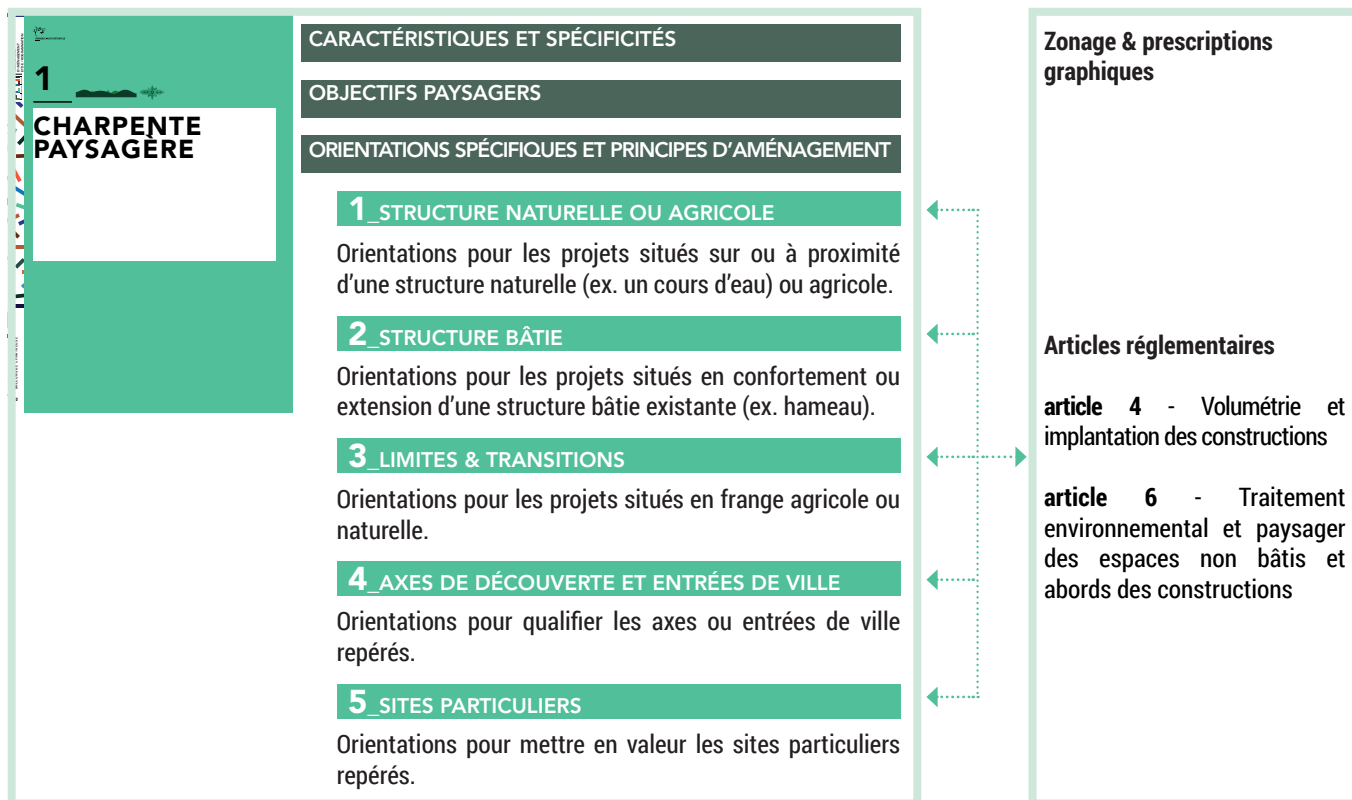 1
CHARPENTE
PAYSAGÈRE
CARACTÉRISTIQUES ET SPÉCIFICITÉS
OBJECTIFS PAYSAGERS
ORIENTATIONS SPÉCIFIQUES ET PRINCIPES D'AMÉNAGEMENT
1_STRUCTURE NATURELLE OU AGRICOLE
Orientations pour les projets situés sur ou à proximité
d'une structure naturelle (ex. un cours d'eau) ou agricole.
2_STRUCTURE BÂTIE
Orientations pour les projets situés en confortement ou
extension d'une structure bâtie existante (ex. hameau).
3_LIMITES & TRANSITIONS
Orientations pour les projets situés en frange agricole ou
naturelle.
4_AXES DE DÉCOUVERTE ET ENTRÉES DE VILLE
Orientations pour qualifier les axes ou entrées de ville
repérés.
5_SITES PARTICULIERS
Orientations pour mettre en valeur les sites particuliers
repérés.
Zonage & prescriptions
graphiques
Articles réglementaires
article 4 - Volumétrie et
implantation des constructions
article 6 - Traitement
environnemental et paysager
des espaces non bâtis et
abords des constructions